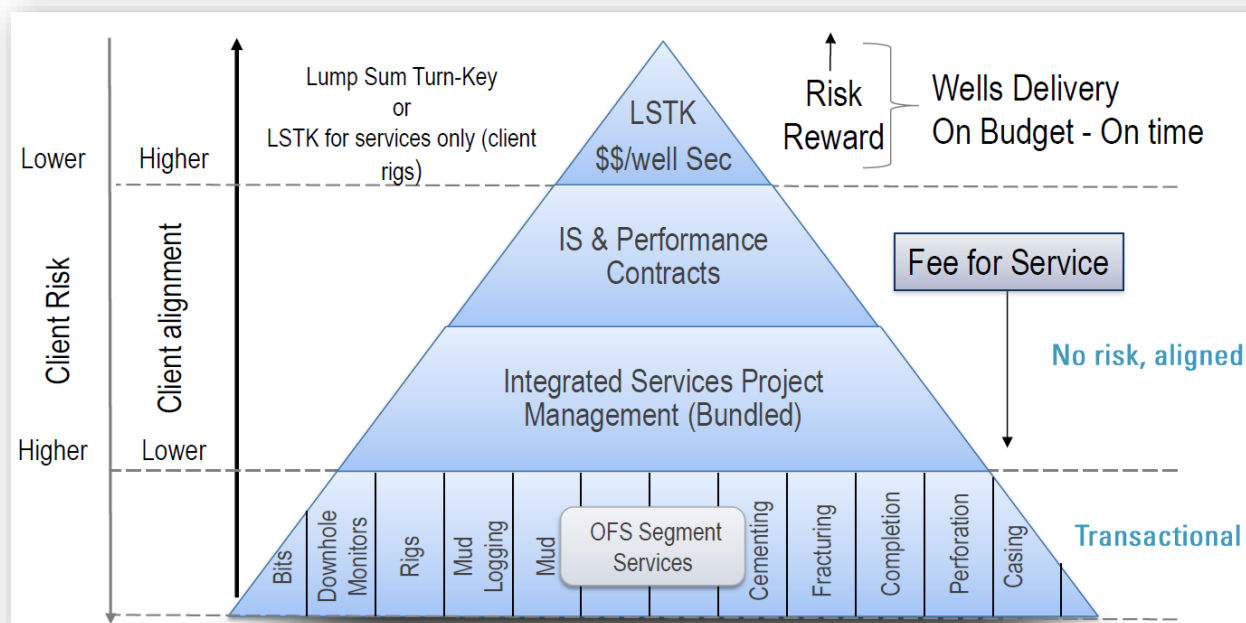 Lump Sum Turn-Key
or
LSTK for services only (client
rigs)
LSTK
$$/well Sec
Risk
Reward
Wells Delivery
On Budget - On time
Lower
Higher
IS & Performance
Contracts
Fee for Service
Client Risk
Client alignment
No risk, aligned
Integrated Services Project
Management (Bundled)
Higher
Lower
Bits
Downhole
Monitors
Rigs
Mud
Logging
Mud
OFS Segment
Services
Cementing
Fracturing
Completion
Perforation
Casing
Transactional